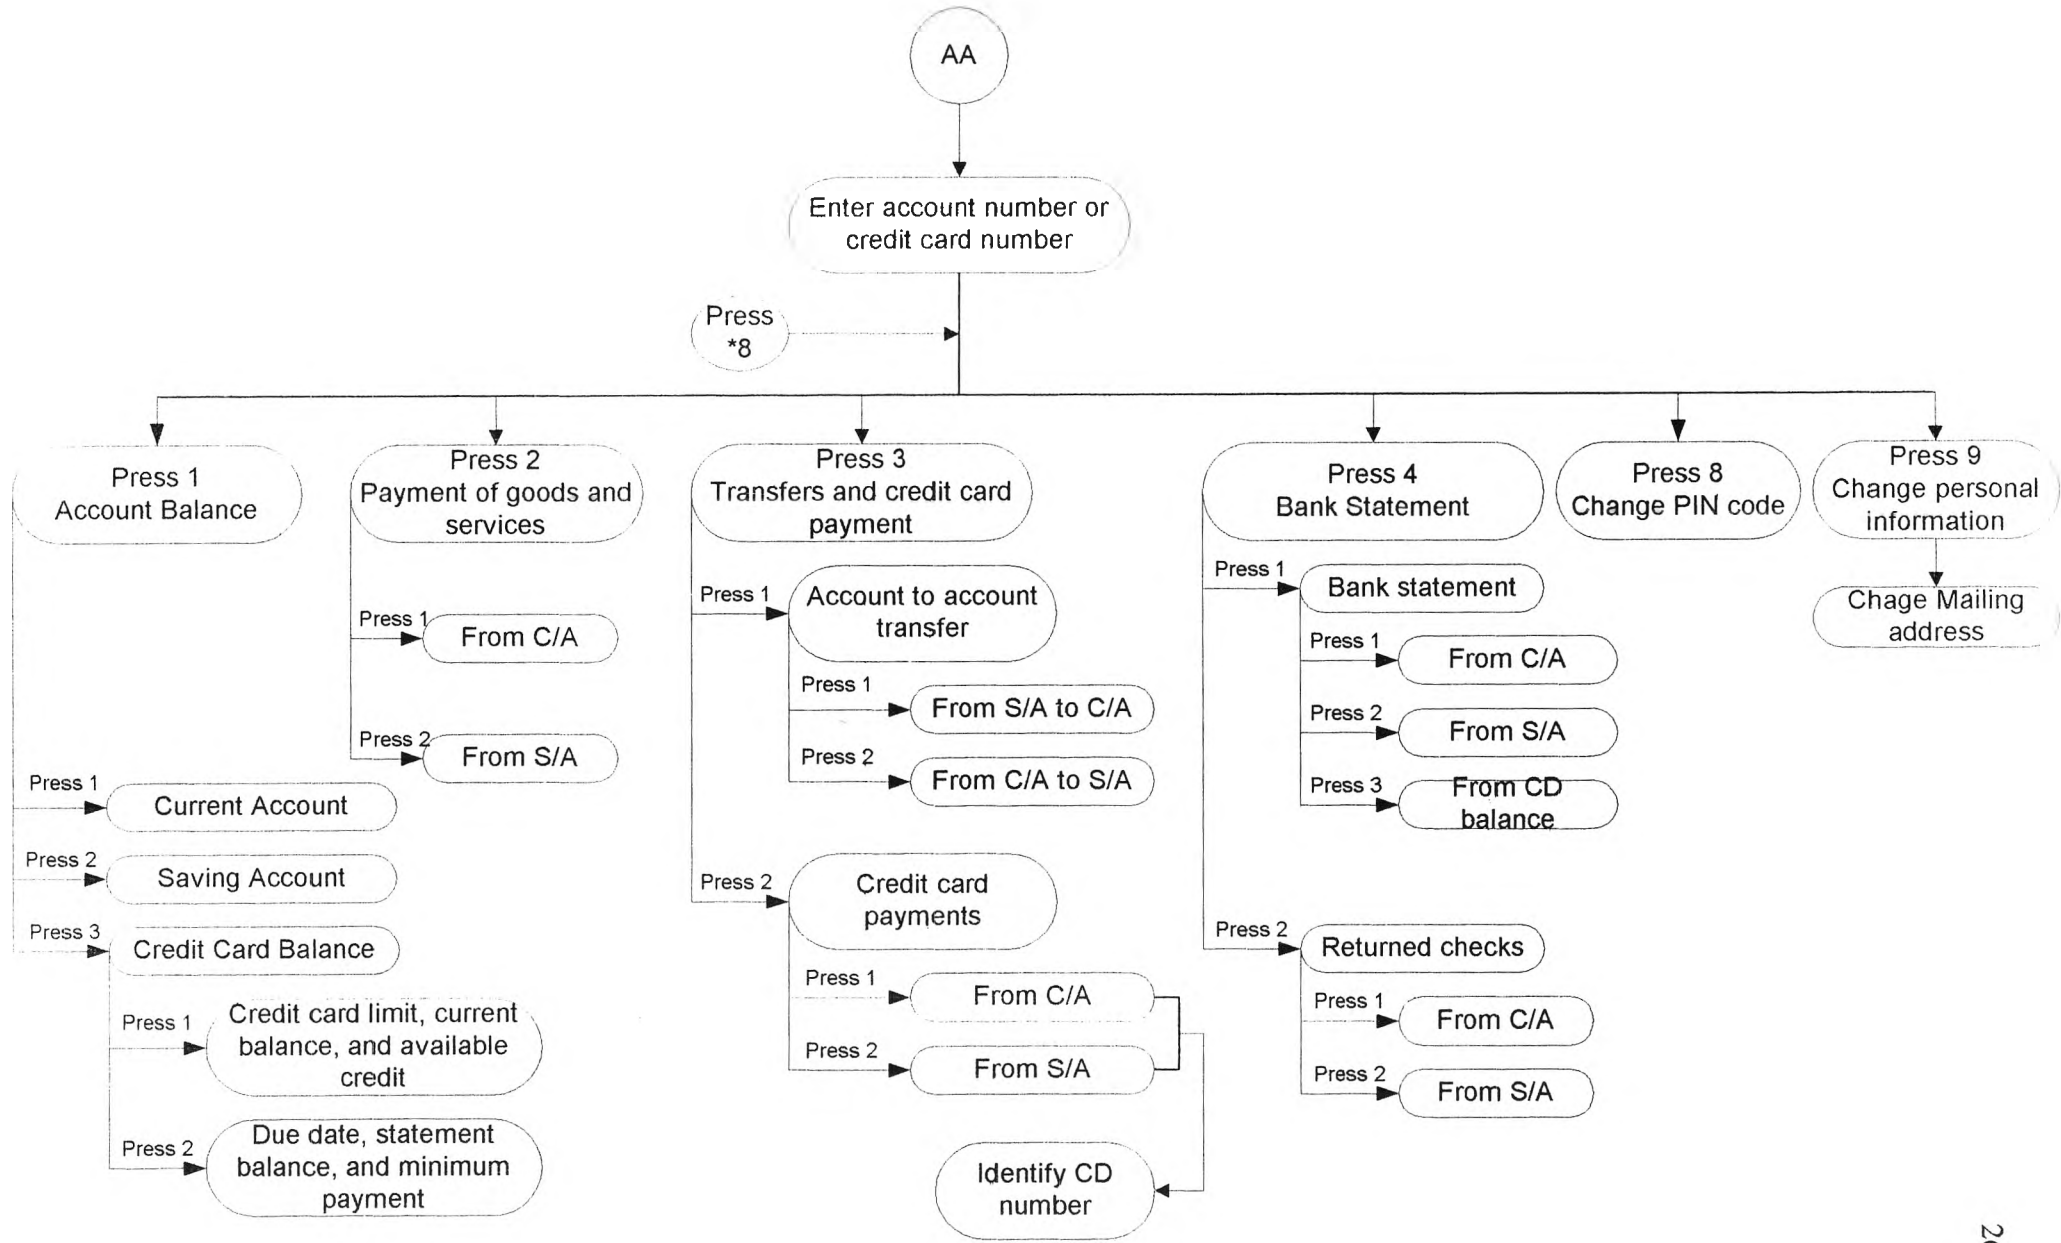 AA
Enter account number or
credit card number
Press
*8
Press 1
Account Balance
Press 1
Current Account
Press 2
Saving Account
Press 3
Credit Card Balance
Press 1
Credit card limit, current
balance, and available
credit
Press 2
Due date, statement
balance, and minimum
payment
Press 2
Payment of goods and
services
Press 1
From C/A
Press 2
From S/A
Press 3
Transfers and credit card
payment
Press 1
Account to account
transfer
Press 1
From S/A to C/A
Press 2
From C/A to S/A
Press 2
Credit card
payments
Press 1
From C/A
Press 2
From S/A
Identify CD
number
Press 4
Bank Statement
Press 1
Bank statement
Press 1
From C/A
Press 2
From S/A
Press 3
From CD
balance
Press 2
Returned checks
Press 1
From C/A
Press 2
From S/A
Press 8
Change PIN code
Press 9
Change personal
information
Chage Mailing
address